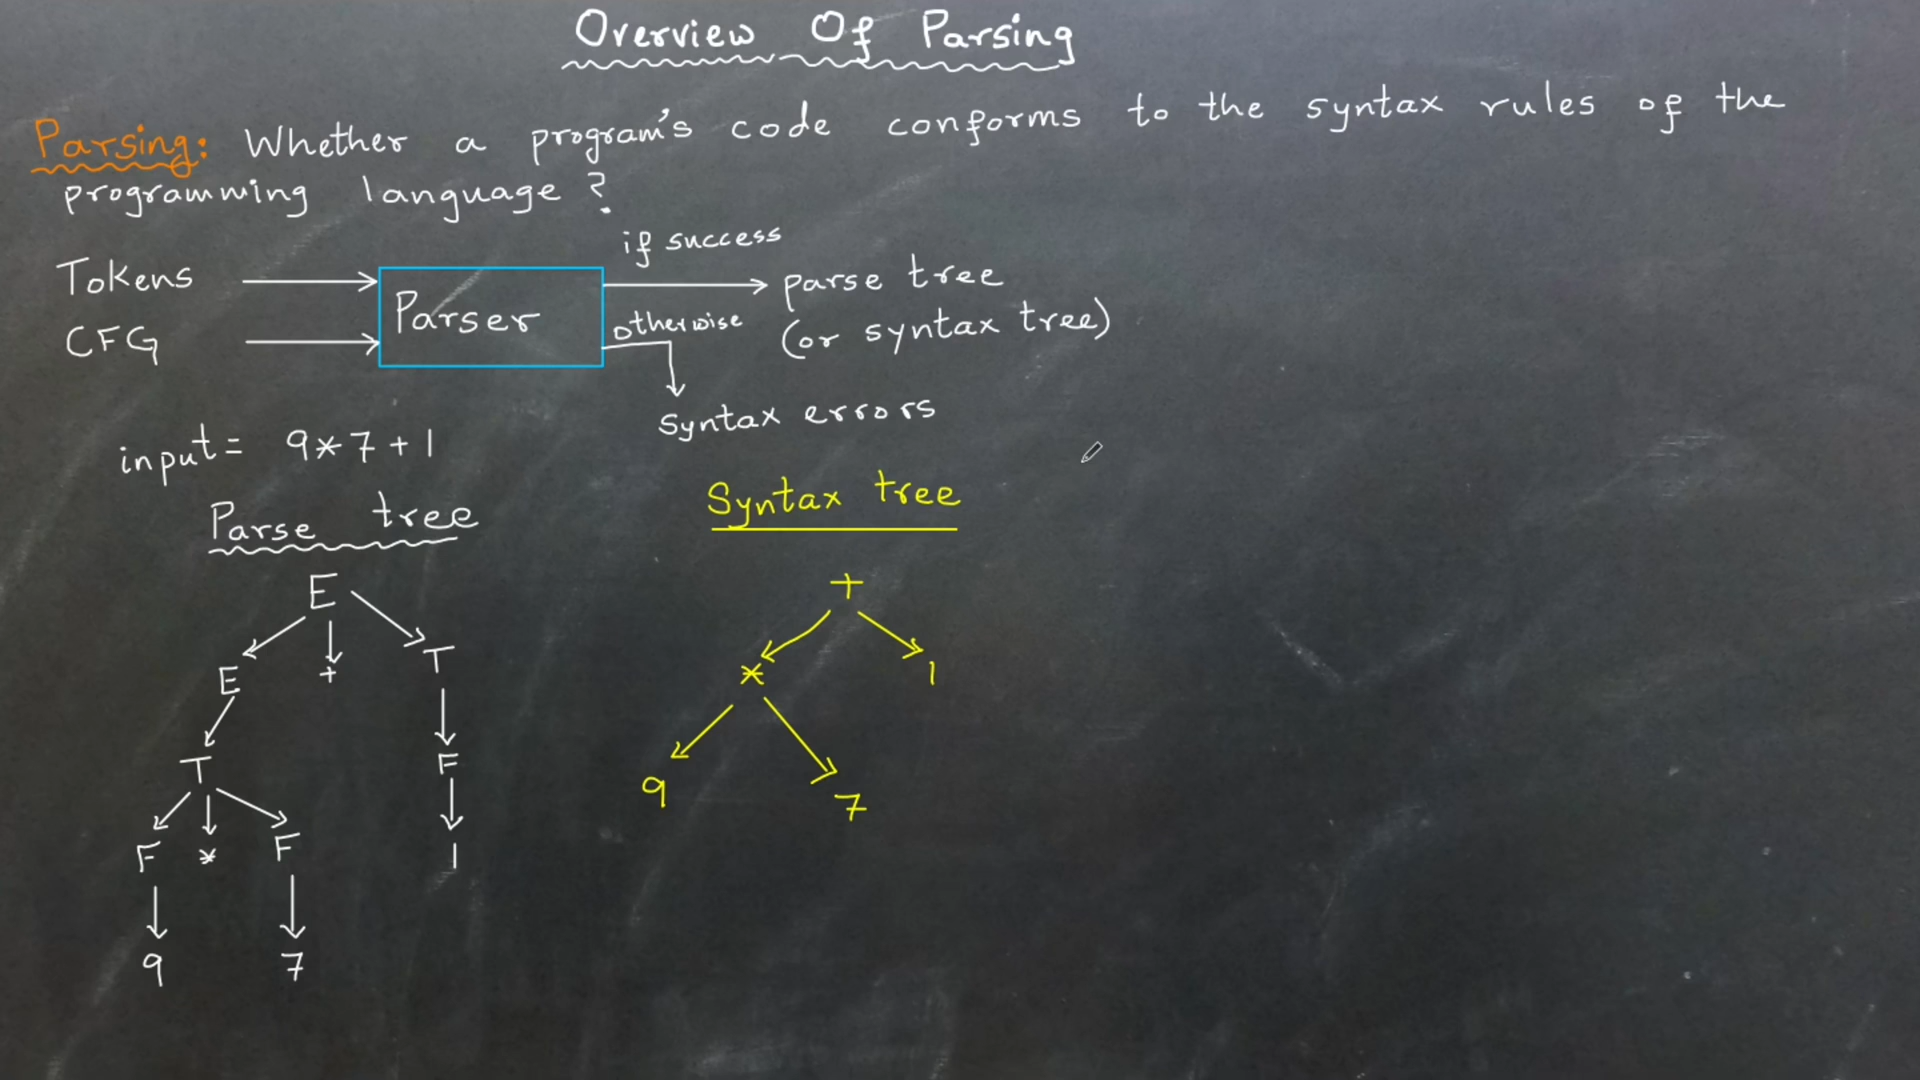 Overview Of Parsing
Parsing: Whether a program's code conforms to the syntax rules of the
programming language?
if success
Tokens
Parser
parse tree
CFG
otherwise
(or syntax tree)
syntax errors
input = 9*7+1
Parse tree
Syntax tree
E
+
E + T
* 1
T F
9 7
F * F 1
9 7